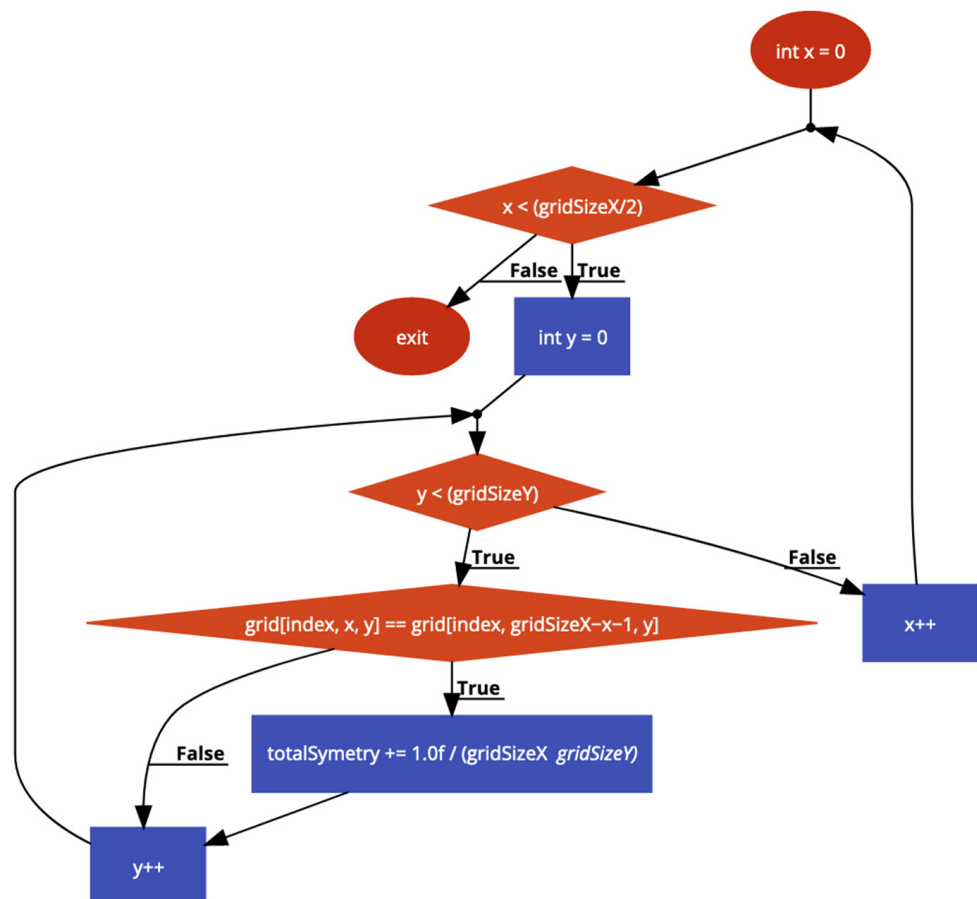 int x = 0
x < (gridSizeX/2)
False
True
exit
int y = 0
y < (gridSizeY)
True
False
grid[index, x, y] == grid[index, gridSizeX−x−1, y]
x++
True
False
totalSymetry += 1.0f / (gridSizeX gridSizeY)
y++